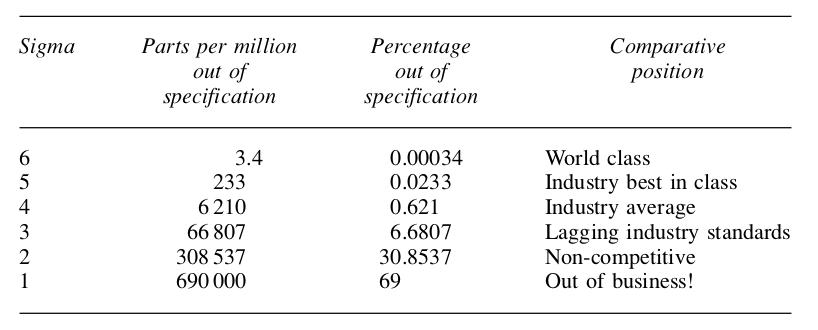 Sigma Parts per million Percentage Comparative
out of out of position
specification specification
6 3.4 0.00034 World class
5 233 0.0233 Industry best in class
4 6 210 0.621 Industry average
3 66 807 6.6807 Lagging industry standards
2 308 537 30.8537 Non-competitive
1 690 000 69 Out of business!